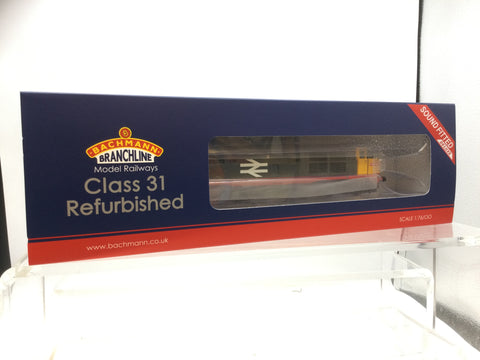 BACHMANN
BRANCHLINE
Model Railways
Class 31
Refurbished
www.bachmann.co.uk
SOUND FITTED
SCALE 1:76/OO